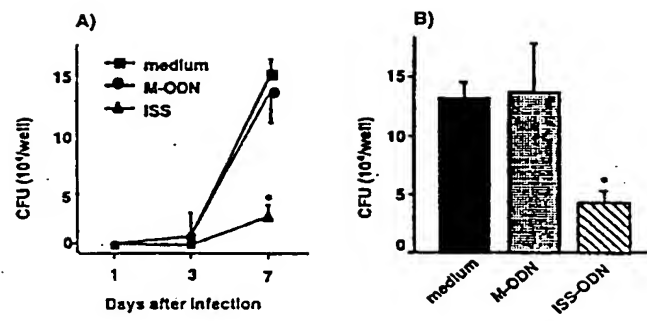 A)
medium
M-ODN
ISS
CFU (10⁴/well)
15
10
5
0
*
1 3 7
Days after infection
B)
CFU (10⁴/well)
15
10
5
0
*
medium
M-ODN
ISS-ODN